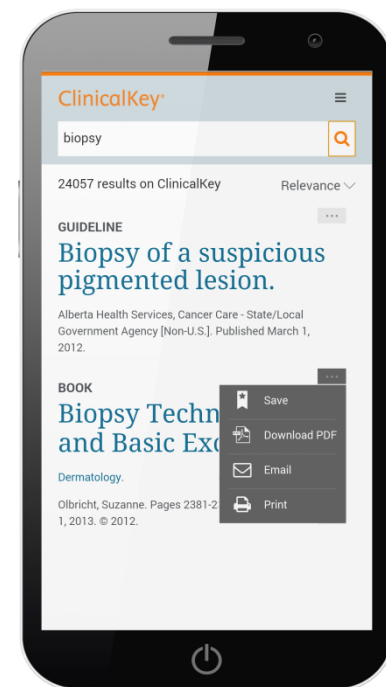 ClinicalKey
biopsy
24057 results on ClinicalKey
Relevance
GUIDELINE
Biopsy of a suspicious
pigmented lesion.
Alberta Health Services, Cancer Care - State/Local
Government Agency [Non-U.S.]. Published March 1,
2012.
BOOK
Biopsy Techn
and Basic Exc
Dermatology.
Olbricht, Suzanne. Pages 2381-2
1, 2013. © 2012.
Save
Download PDF
Email
Print